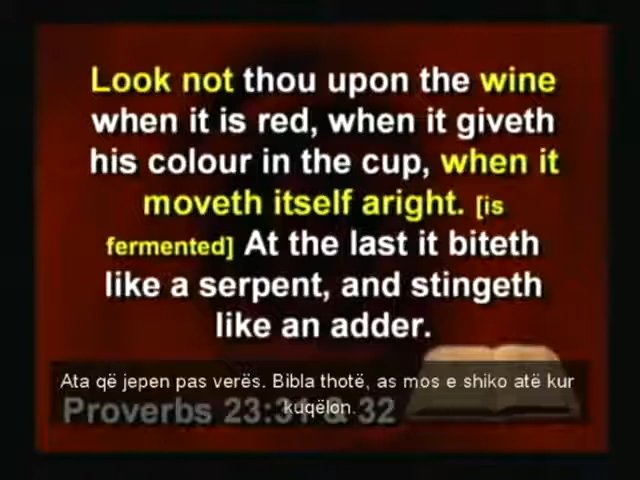 Look not thou upon the wine
when it is red, when it giveth
his colour in the cup, when it
moveth itself aright. [is
fermented] At the last it biteth
like a serpent, and stingeth
like an adder.
Ata që jepen pas verës. Bibla thotë, as mos e shiko atë kur
kuqëlon.
Proverbs 23:31 & 32